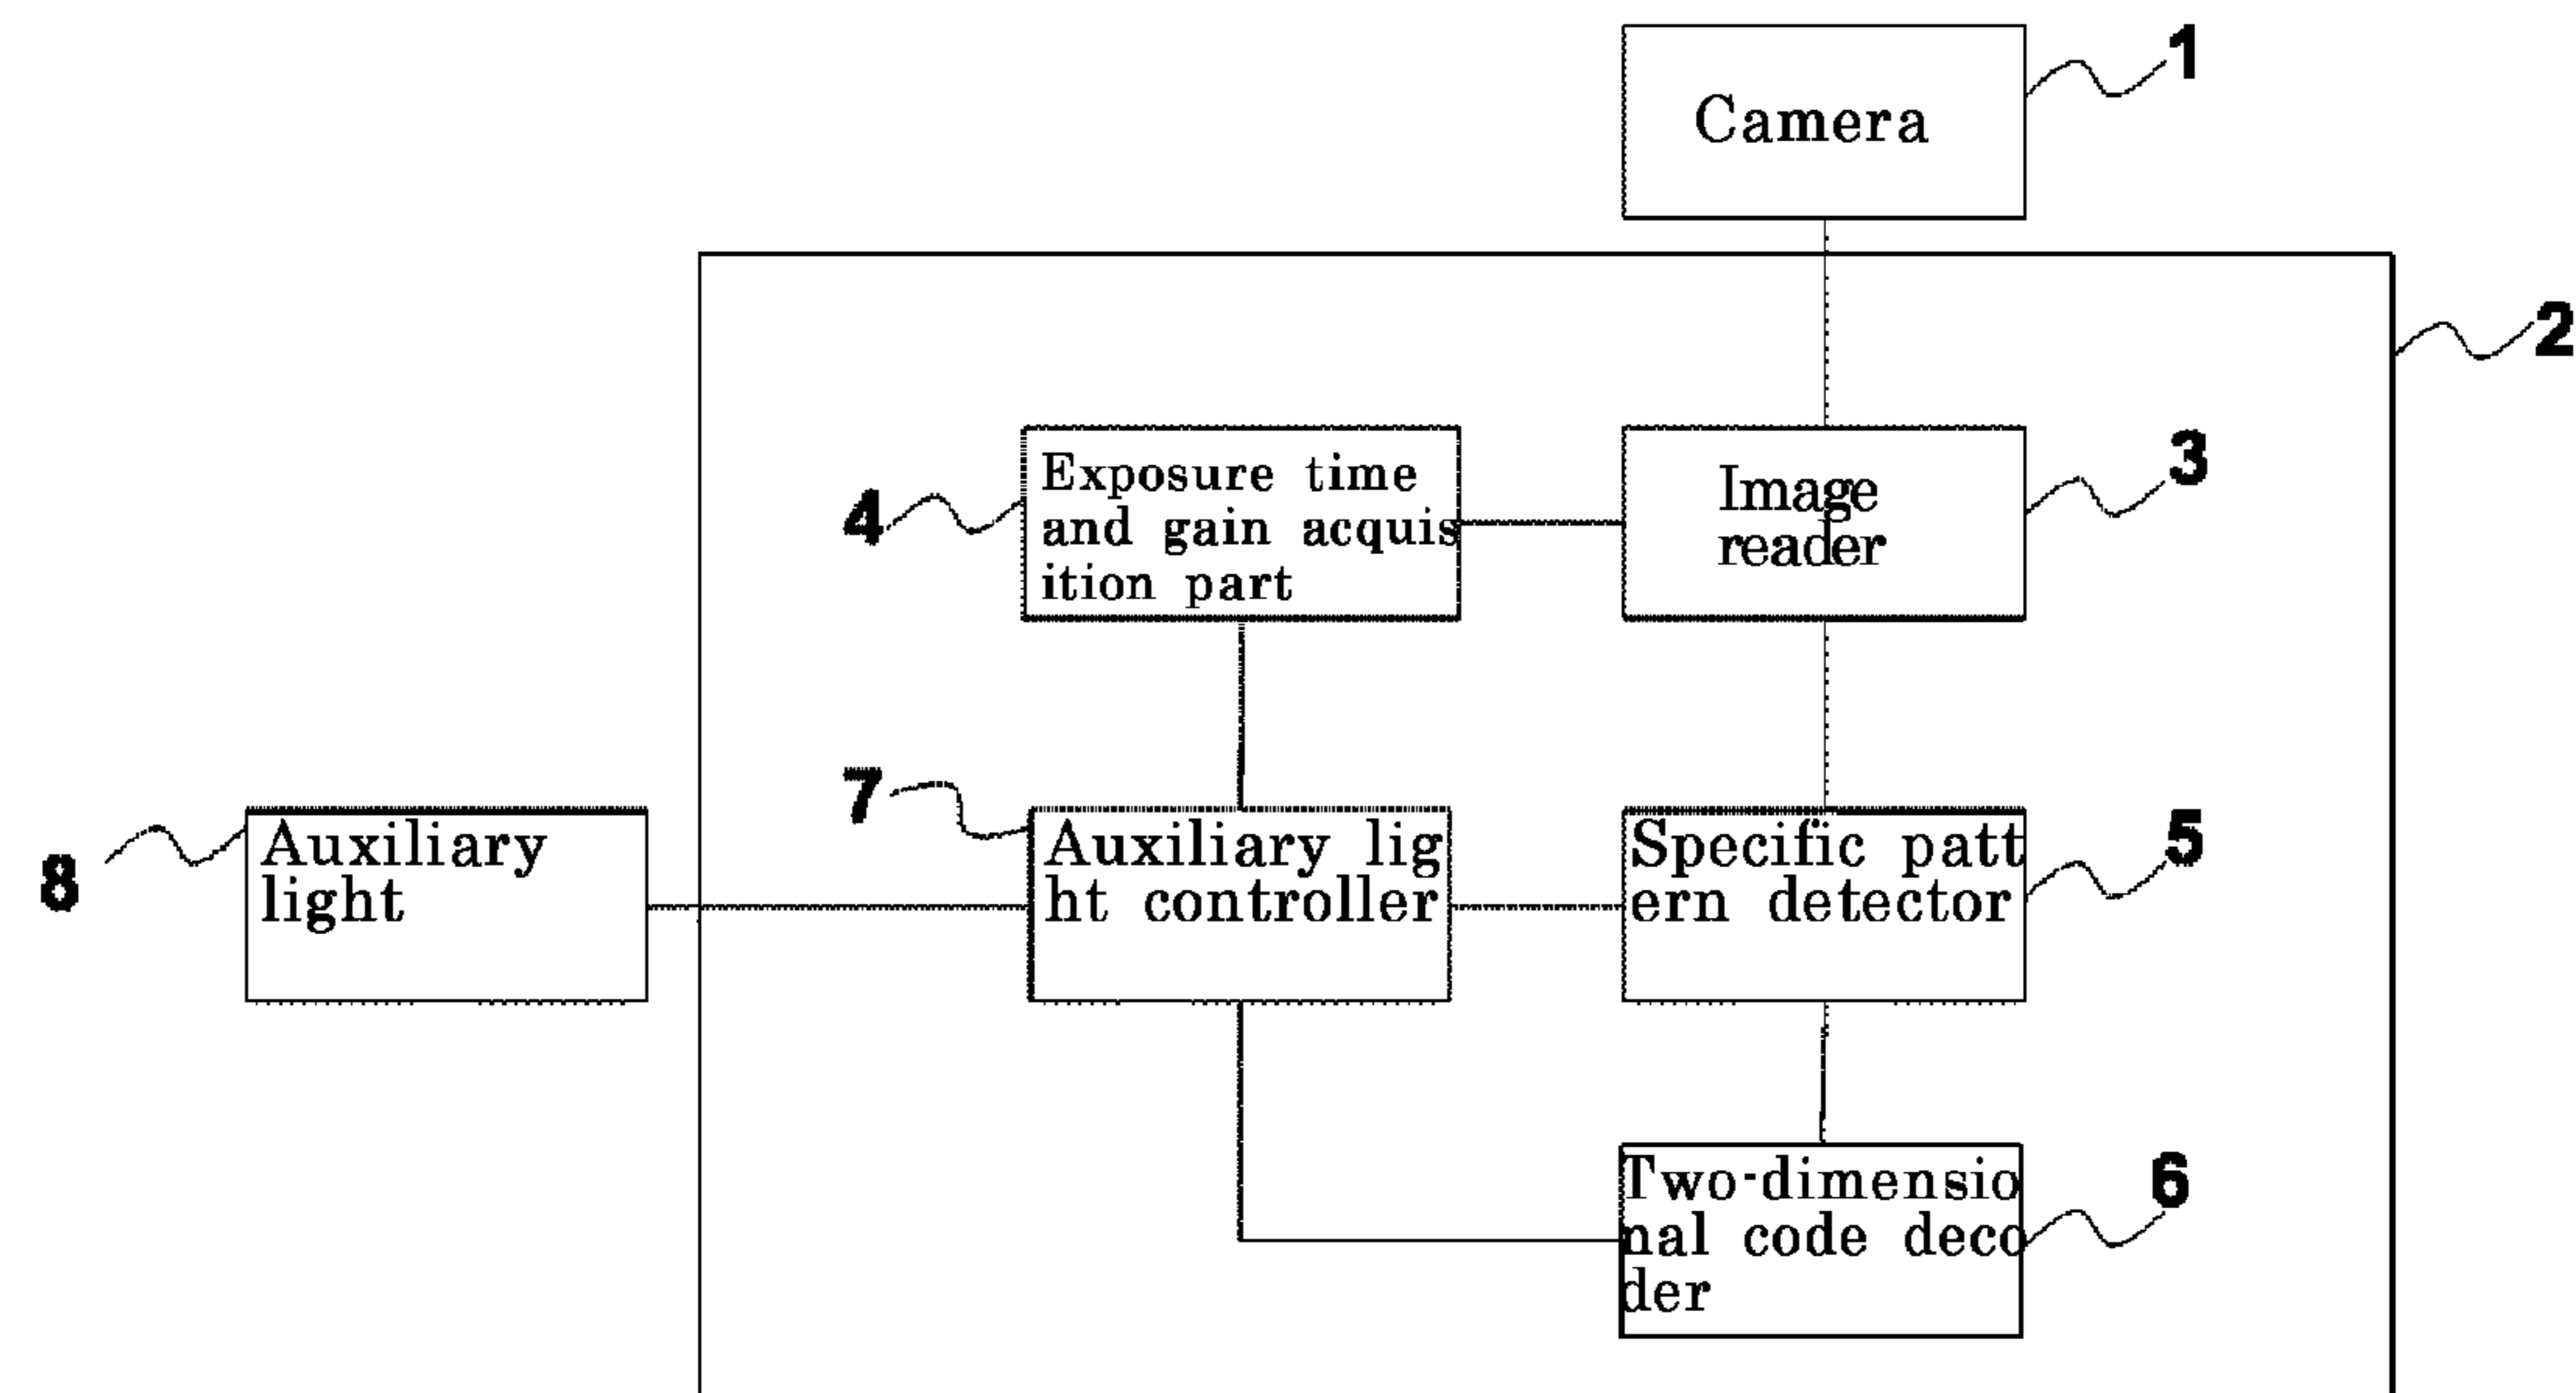 1
Camera
2
3
4
Exposure time
and gain acquis
ition part
Image
reader
7
8
Auxiliary
light
Auxiliary lig
ht controller
Specific patt
ern detector
5
6
Two-dimensio
nal code deco
der